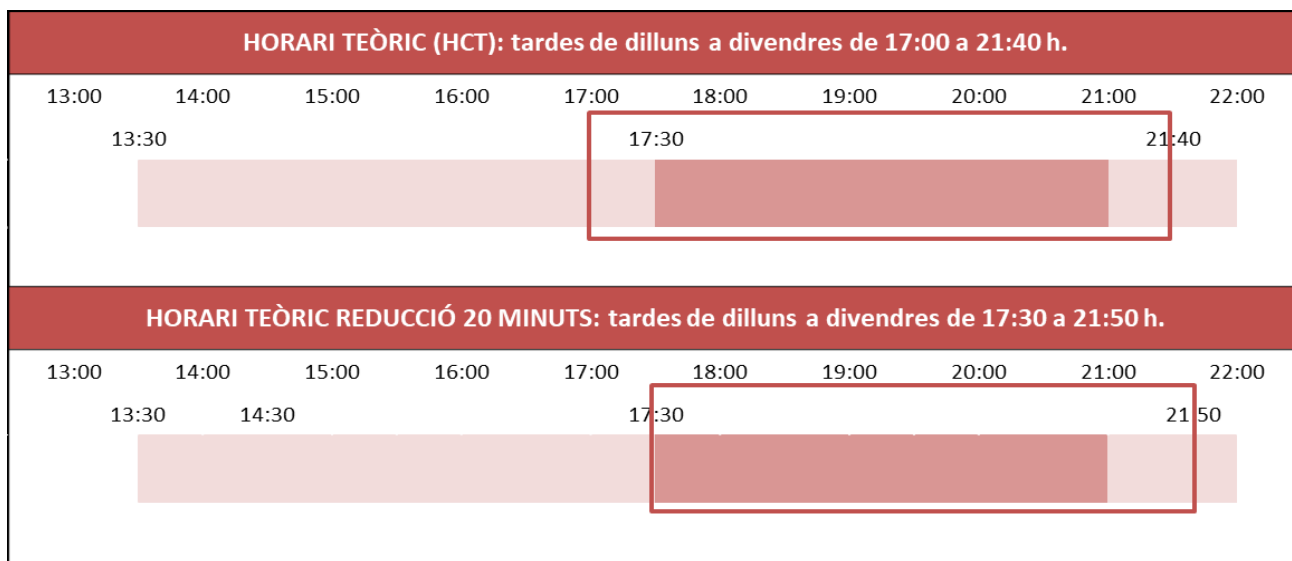 HORARI TEÒRIC (HCT): tardes de dilluns a divendres de 17:00 a 21:40 h.
13:00 14:00 15:00 16:00 17:00 18:00 19:00 20:00 21:00 22:00
13:30 17:30 21:40
HORARI TEÒRIC REDUCCIÓ 20 MINUTS: tardes de dilluns a divendres de 17:30 a 21:50 h.
13:00 14:00 15:00 16:00 17:00 18:00 19:00 20:00 21:00 22:00
13:30 14:30 17:30 21:50